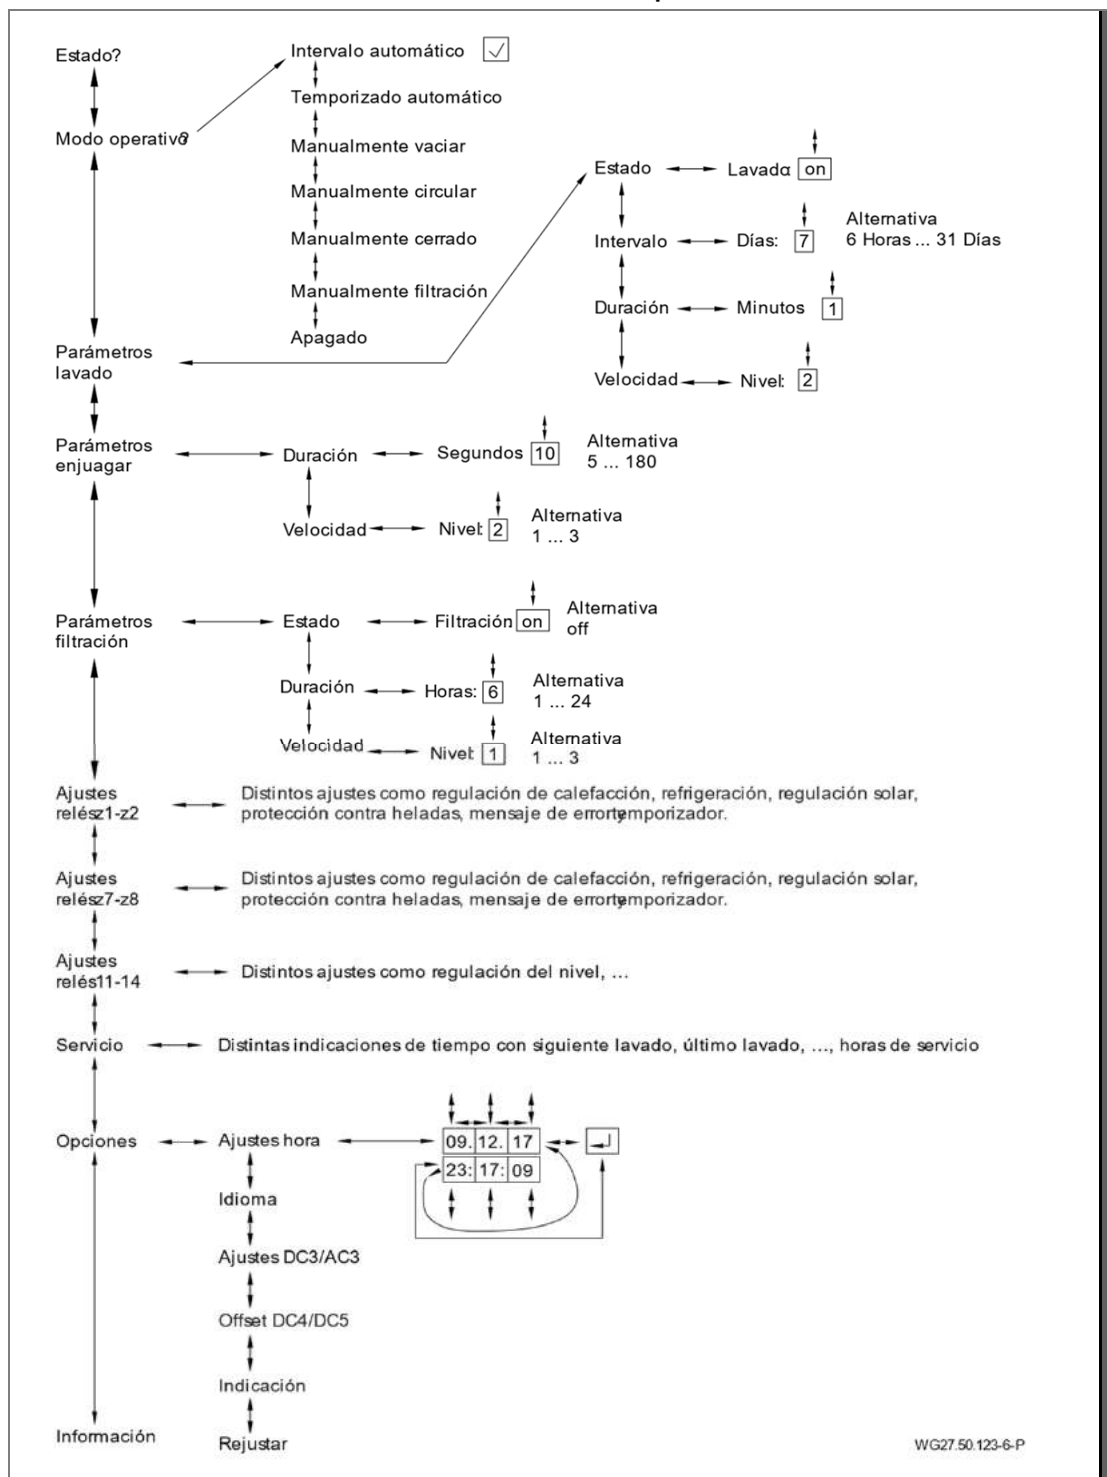 Estado?
Modo operativo?
Intervalo automático
Temporizado automático
Manualmente vaciar
Manualmente circular
Manualmente cerrado
Manualmente filtración
Apagado
Parámetros
lavado
Estado
Lavado: on
Intervalo
Días: 7
Alternativa
6 Horas ... 31 Días
Duración
Minutos 1
Velocidad
Nivel: 2
Parámetros
enjuagar
Duración
Segundos 10
Alternativa
5 ... 180
Velocidad
Nivel: 2
Alternativa
1 ... 3
Parámetros
filtración
Estado
Filtración on
Alternativa
off
Duración
Horas: 6
Alternativa
1 ... 24
Velocidad
Nivel: 1
Alternativa
1 ... 3
Ajustes
relés z1-z2
Distintos ajustes como regulación de calefacción, refrigeración, regulación solar,
protección contra heladas, mensaje de error y temporizador.
Ajustes
relés z7-z8
Distintos ajustes como regulación de calefacción, refrigeración, regulación solar,
protección contra heladas, mensaje de error y temporizador.
Ajustes
relés11-14
Distintos ajustes como regulación del nivel, ...
Servicio
Distintas indicaciones de tiempo con siguiente lavado, último lavado, ..., horas de servicio
Opciones
Ajustes hora
09. 12. 17
23: 17: 09
Idioma
Ajustes DC3/AC3
Offset DC4/DC5
Indicación
Rejustar
Información
WG27.50.123-6-P